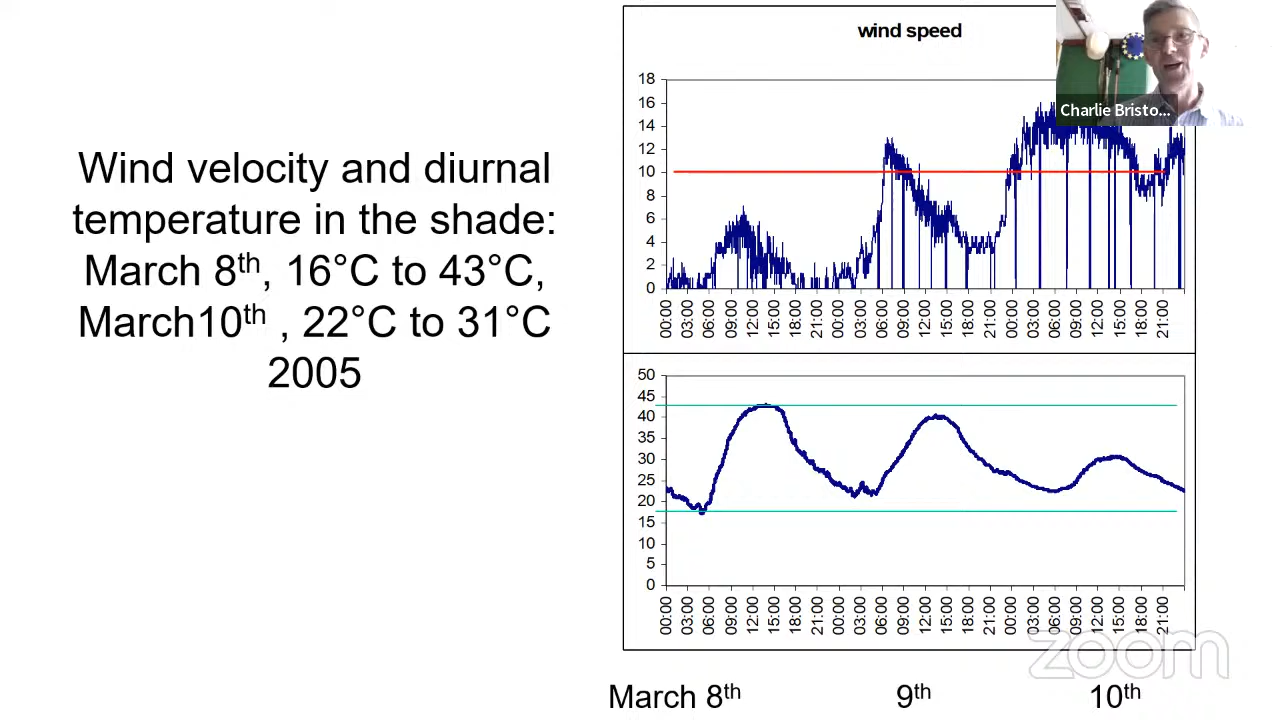 Wind velocity and diurnal
temperature in the shade:
March 8th, 16°C to 43°C,
March10th , 22°C to 31°C
2005
wind speed
Charlie Bristo...
18
16
14
12
10
8
6
4
2
0
00:00 03:00 06:00 09:00 12:00 15:00 18:00 21:00 00:00 03:00 06:00 09:00 12:00 15:00 18:00 21:00 00:00 03:00 06:00 09:00 12:00 15:00 18:00 21:00
50
45
40
35
30
25
20
15
10
5
0
00:00 03:00 06:00 09:00 12:00 15:00 18:00 21:00 00:00 03:00 06:00 09:00 12:00 15:00 18:00 21:00 00:00 03:00 06:00 09:00 12:00 15:00 18:00 21:00
zoom
March 8th 9th 10th